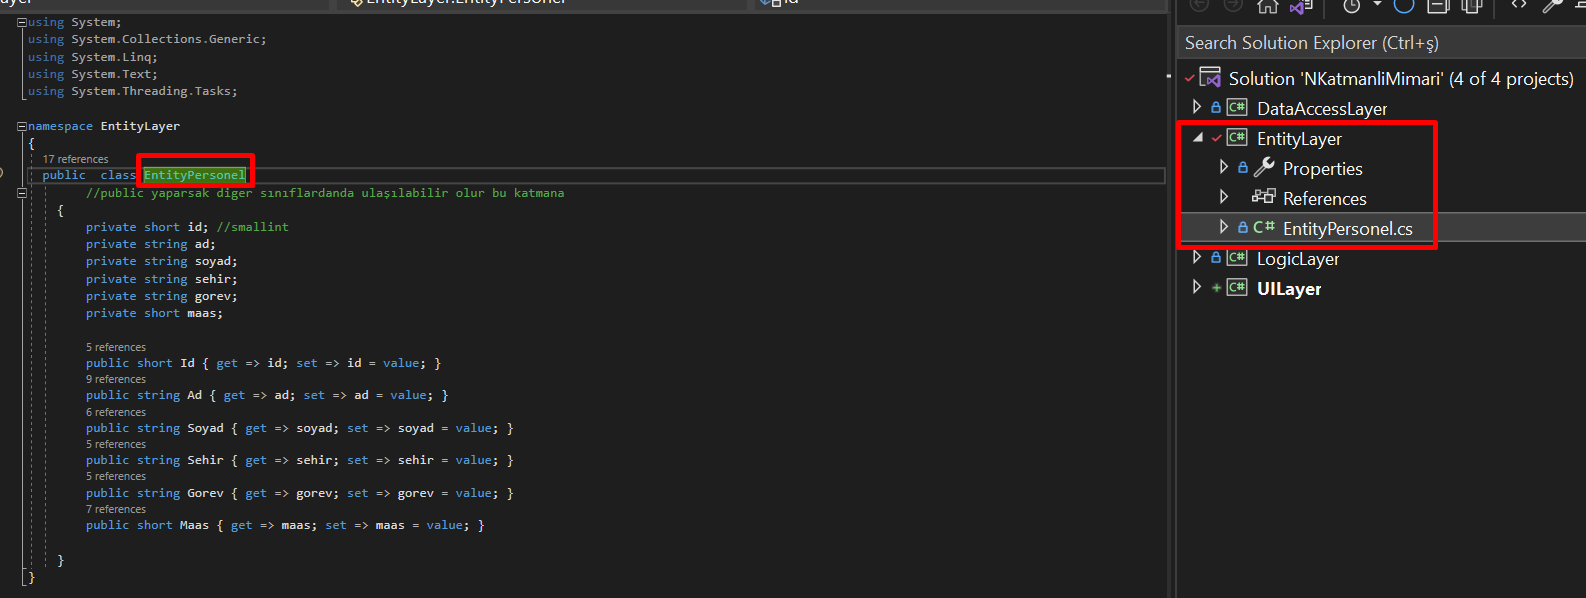 EntityLayer.EntityPersonel
Id
using System;
using System.Collections.Generic;
using System.Linq;
using System.Text;
using System.Threading.Tasks;
namespace EntityLayer
{
17 references
public  class EntityPersonel
//public yaparsak diger sınıflardanda ulaşılabilir olur bu katmana
{
private short id; //smallint
private string ad;
private string soyad;
private string sehir;
private string gorev;
private short maas;
5 references
public short Id { get => id; set => id = value; }
9 references
public string Ad { get => ad; set => ad = value; }
6 references
public string Soyad { get => soyad; set => soyad = value; }
5 references
public string Sehir { get => sehir; set => sehir = value; }
5 references
public string Gorev { get => gorev; set => gorev = value; }
7 references
public short Maas { get => maas; set => maas = value; }
}
}
Search Solution Explorer (Ctrl+ş)
Solution 'NKatmanliMimari' (4 of 4 projects)
C# DataAccessLayer
C# EntityLayer
Properties
References
C# EntityPersonel.cs
C# LogicLayer
C# UILayer